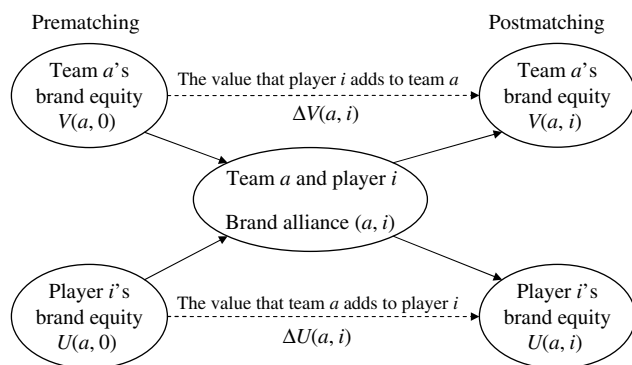 Prematching
Postmatching
Team a's
brand equity
V(a, 0)
The value that player i adds to team a
ΔV(a, i)
Team a's
brand equity
V(a, i)
Team a and player i
Brand alliance (a, i)
Player i's
brand equity
U(a, 0)
The value that team a adds to player i
ΔU(a, i)
Player i's
brand equity
U(a, i)